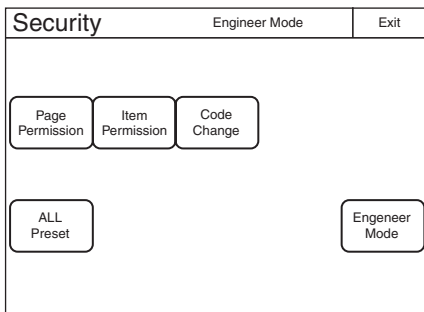 Security Engineer Mode Exit
Page Permission
Item Permission
Code Change
ALL Preset
Engeneer Mode